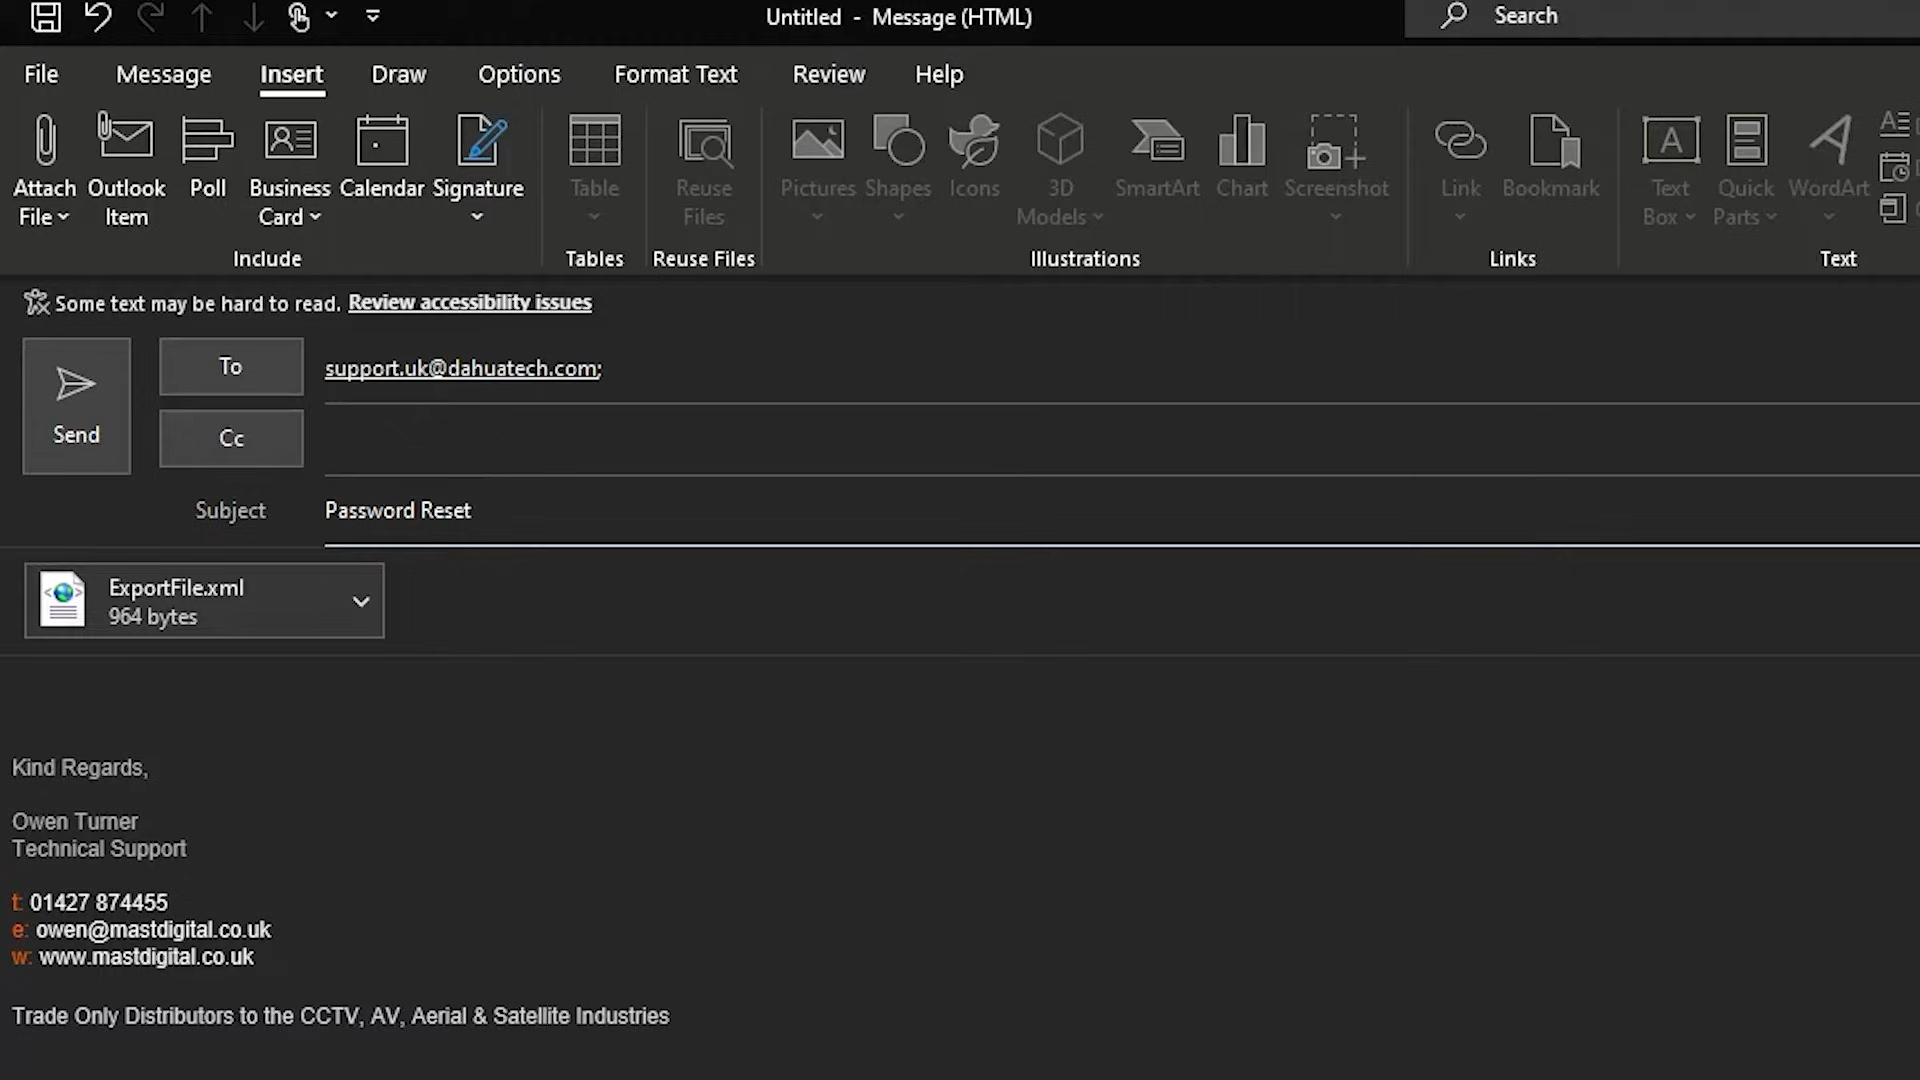 Untitled - Message (HTML)
Search
File Message Insert Draw Options Format Text Review Help
Attach File
Outlook Item
Poll
Business Card
Calendar
Signature
Table
Reuse Files
Pictures
Shapes
Icons
3D Models
SmartArt
Chart
Screenshot
Link
Bookmark
Text Box
Quick Parts
WordArt
Include
Tables
Reuse Files
Illustrations
Links
Text
Some text may be hard to read. Review accessibility issues
Send
To
support.uk@dahuatech.com;
Cc
Subject
Password Reset
ExportFile.xml
964 bytes
Kind Regards,
Owen Turner
Technical Support
t: 01427 874455
e: owen@mastdigital.co.uk
w: www.mastdigital.co.uk
Trade Only Distributors to the CCTV, AV, Aerial & Satellite Industries